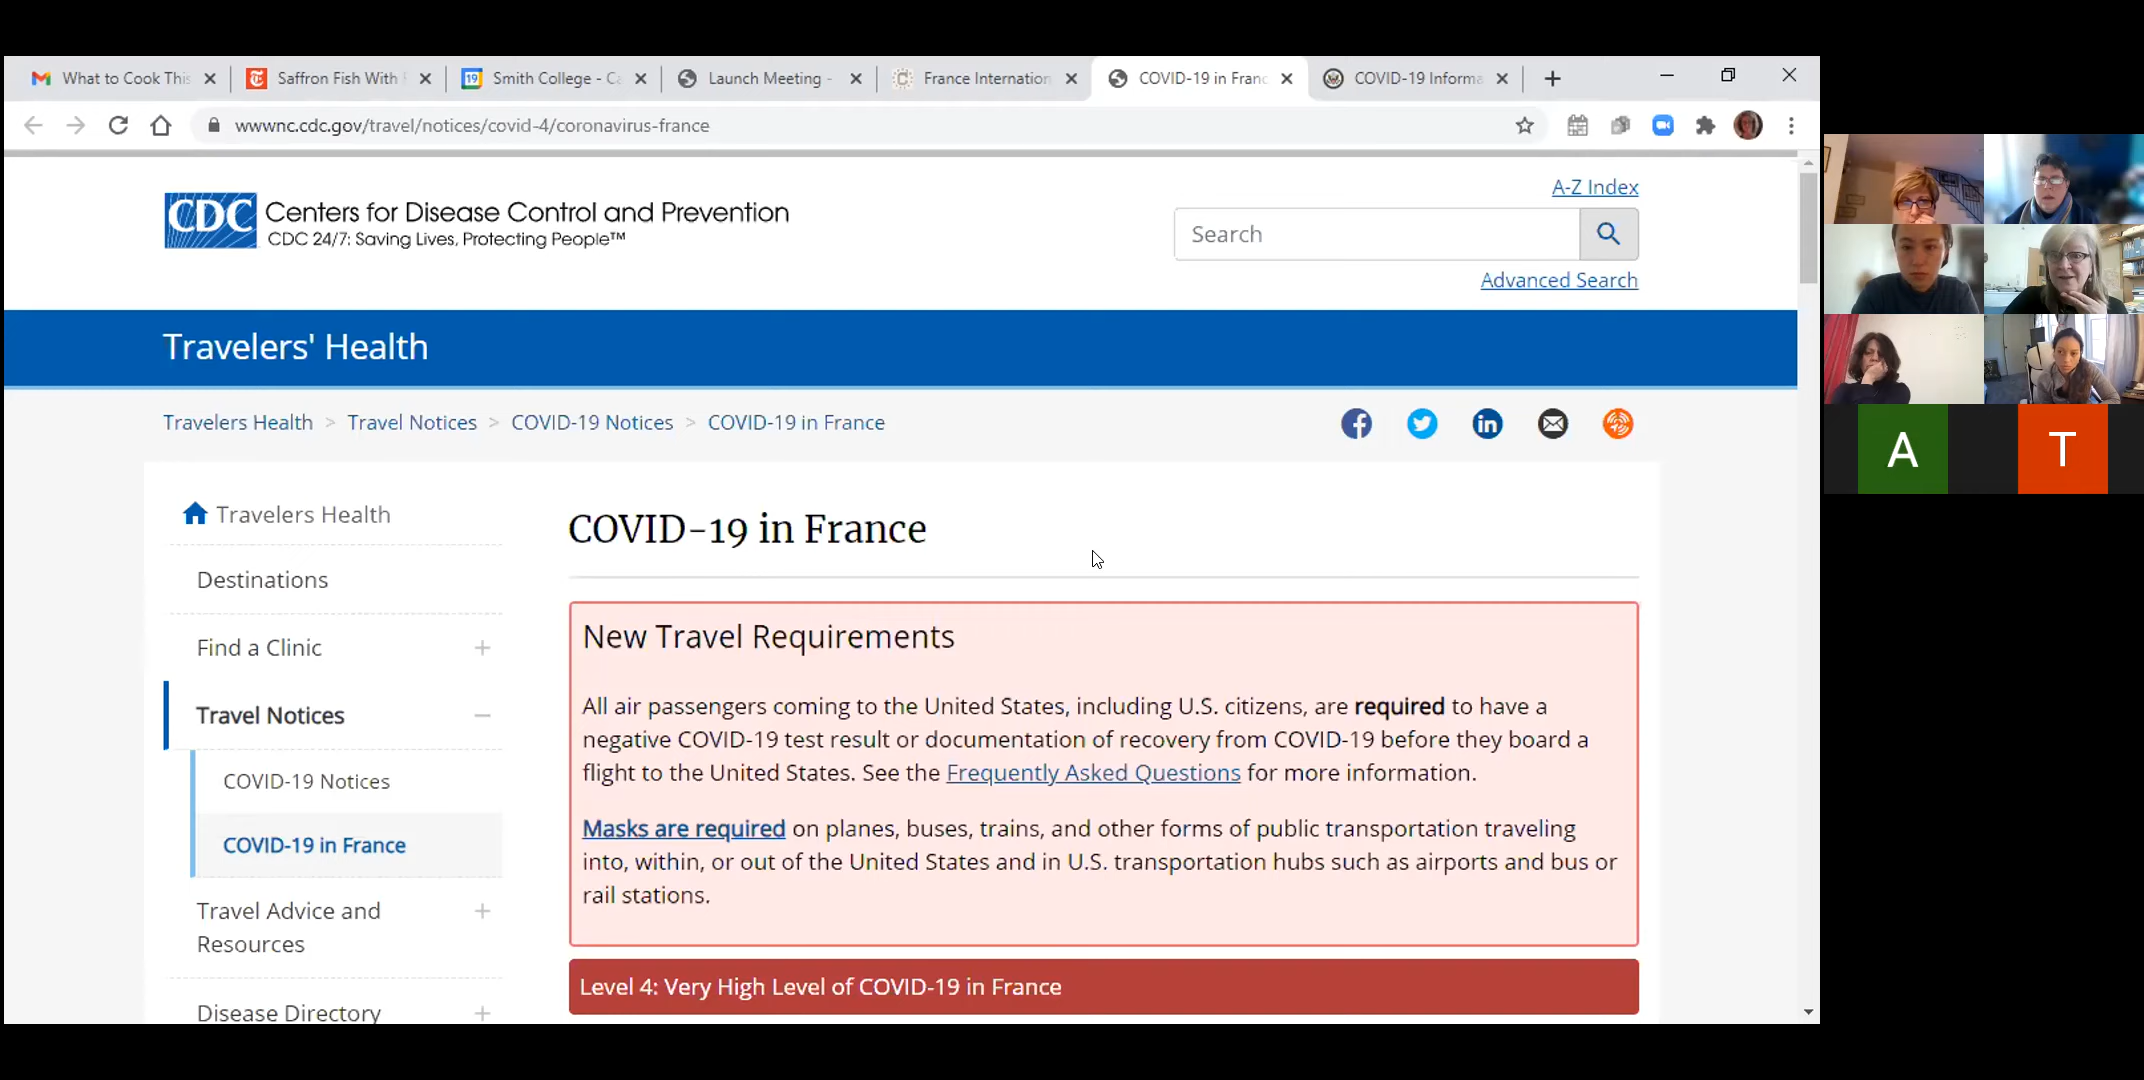 What to Cook This
Saffron Fish With
19
Smith College - Ca
Launch Meeting -
France Internation
COVID-19 in Franc
COVID-19 Informa
wwwnc.cdc.gov/travel/notices/covid-4/coronavirus-france
A-Z Index
CDC Centers for Disease Control and Prevention
CDC 24/7: Saving Lives, Protecting People™
Search
Advanced Search
Travelers' Health
Travelers Health > Travel Notices > COVID-19 Notices > COVID-19 in France
Travelers Health
Destinations
Find a Clinic
Travel Notices
COVID-19 Notices
COVID-19 in France
Travel Advice and
Resources
Disease Directory
COVID-19 in France
New Travel Requirements
All air passengers coming to the United States, including U.S. citizens, are required to have a
negative COVID-19 test result or documentation of recovery from COVID-19 before they board a
flight to the United States. See the Frequently Asked Questions for more information.
Masks are required on planes, buses, trains, and other forms of public transportation traveling
into, within, or out of the United States and in U.S. transportation hubs such as airports and bus or
rail stations.
Level 4: Very High Level of COVID-19 in France
A
T